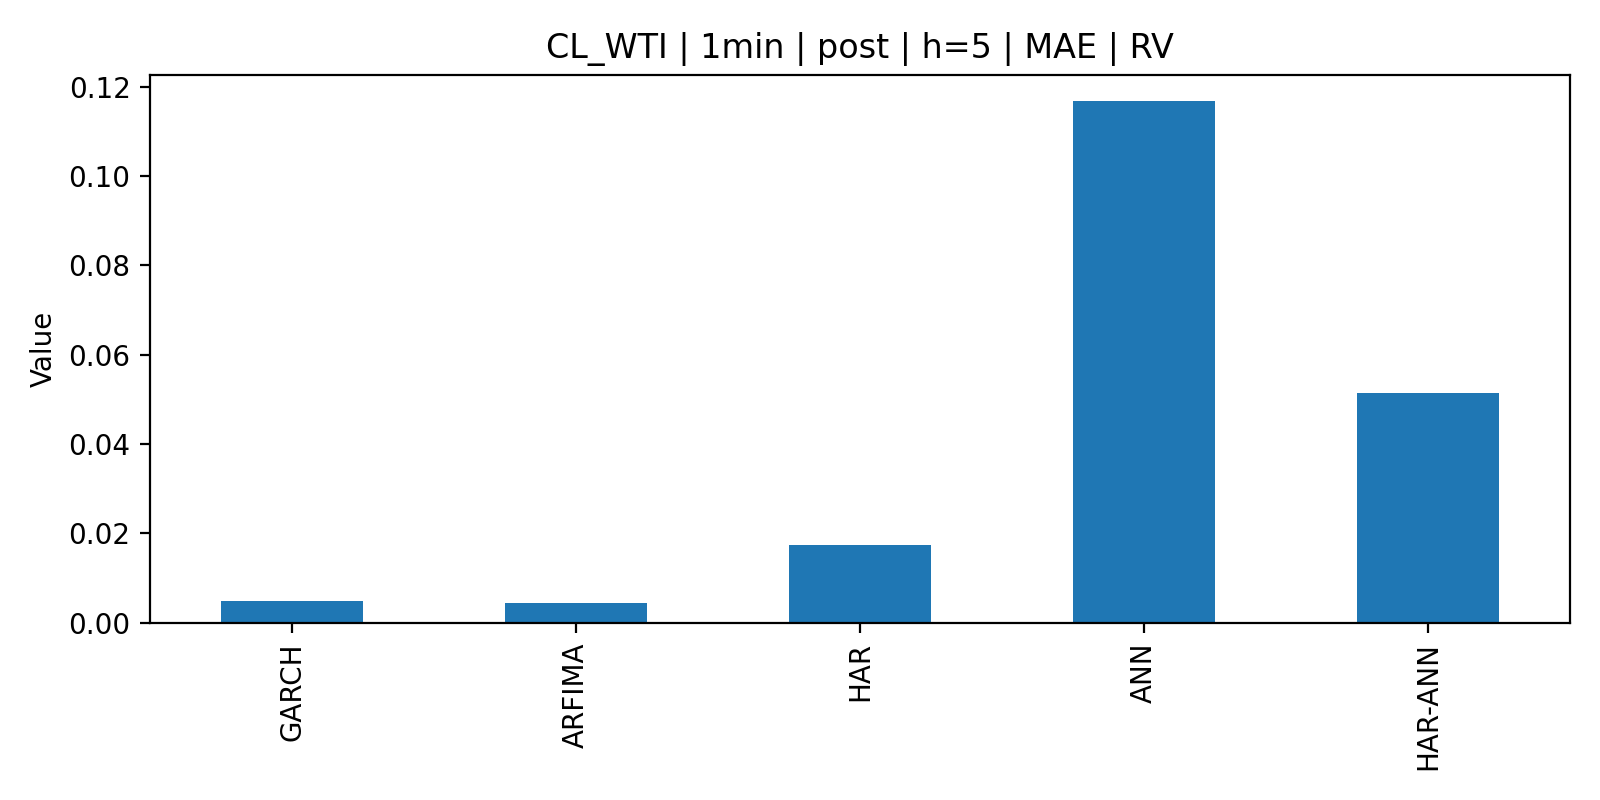 CL_WTI | 1min | post | h=5 | MAE | RV
Value
0.12
0.10
0.08
0.06
0.04
0.02
0.00
GARCH
ARFIMA
HAR
ANN
HAR-ANN